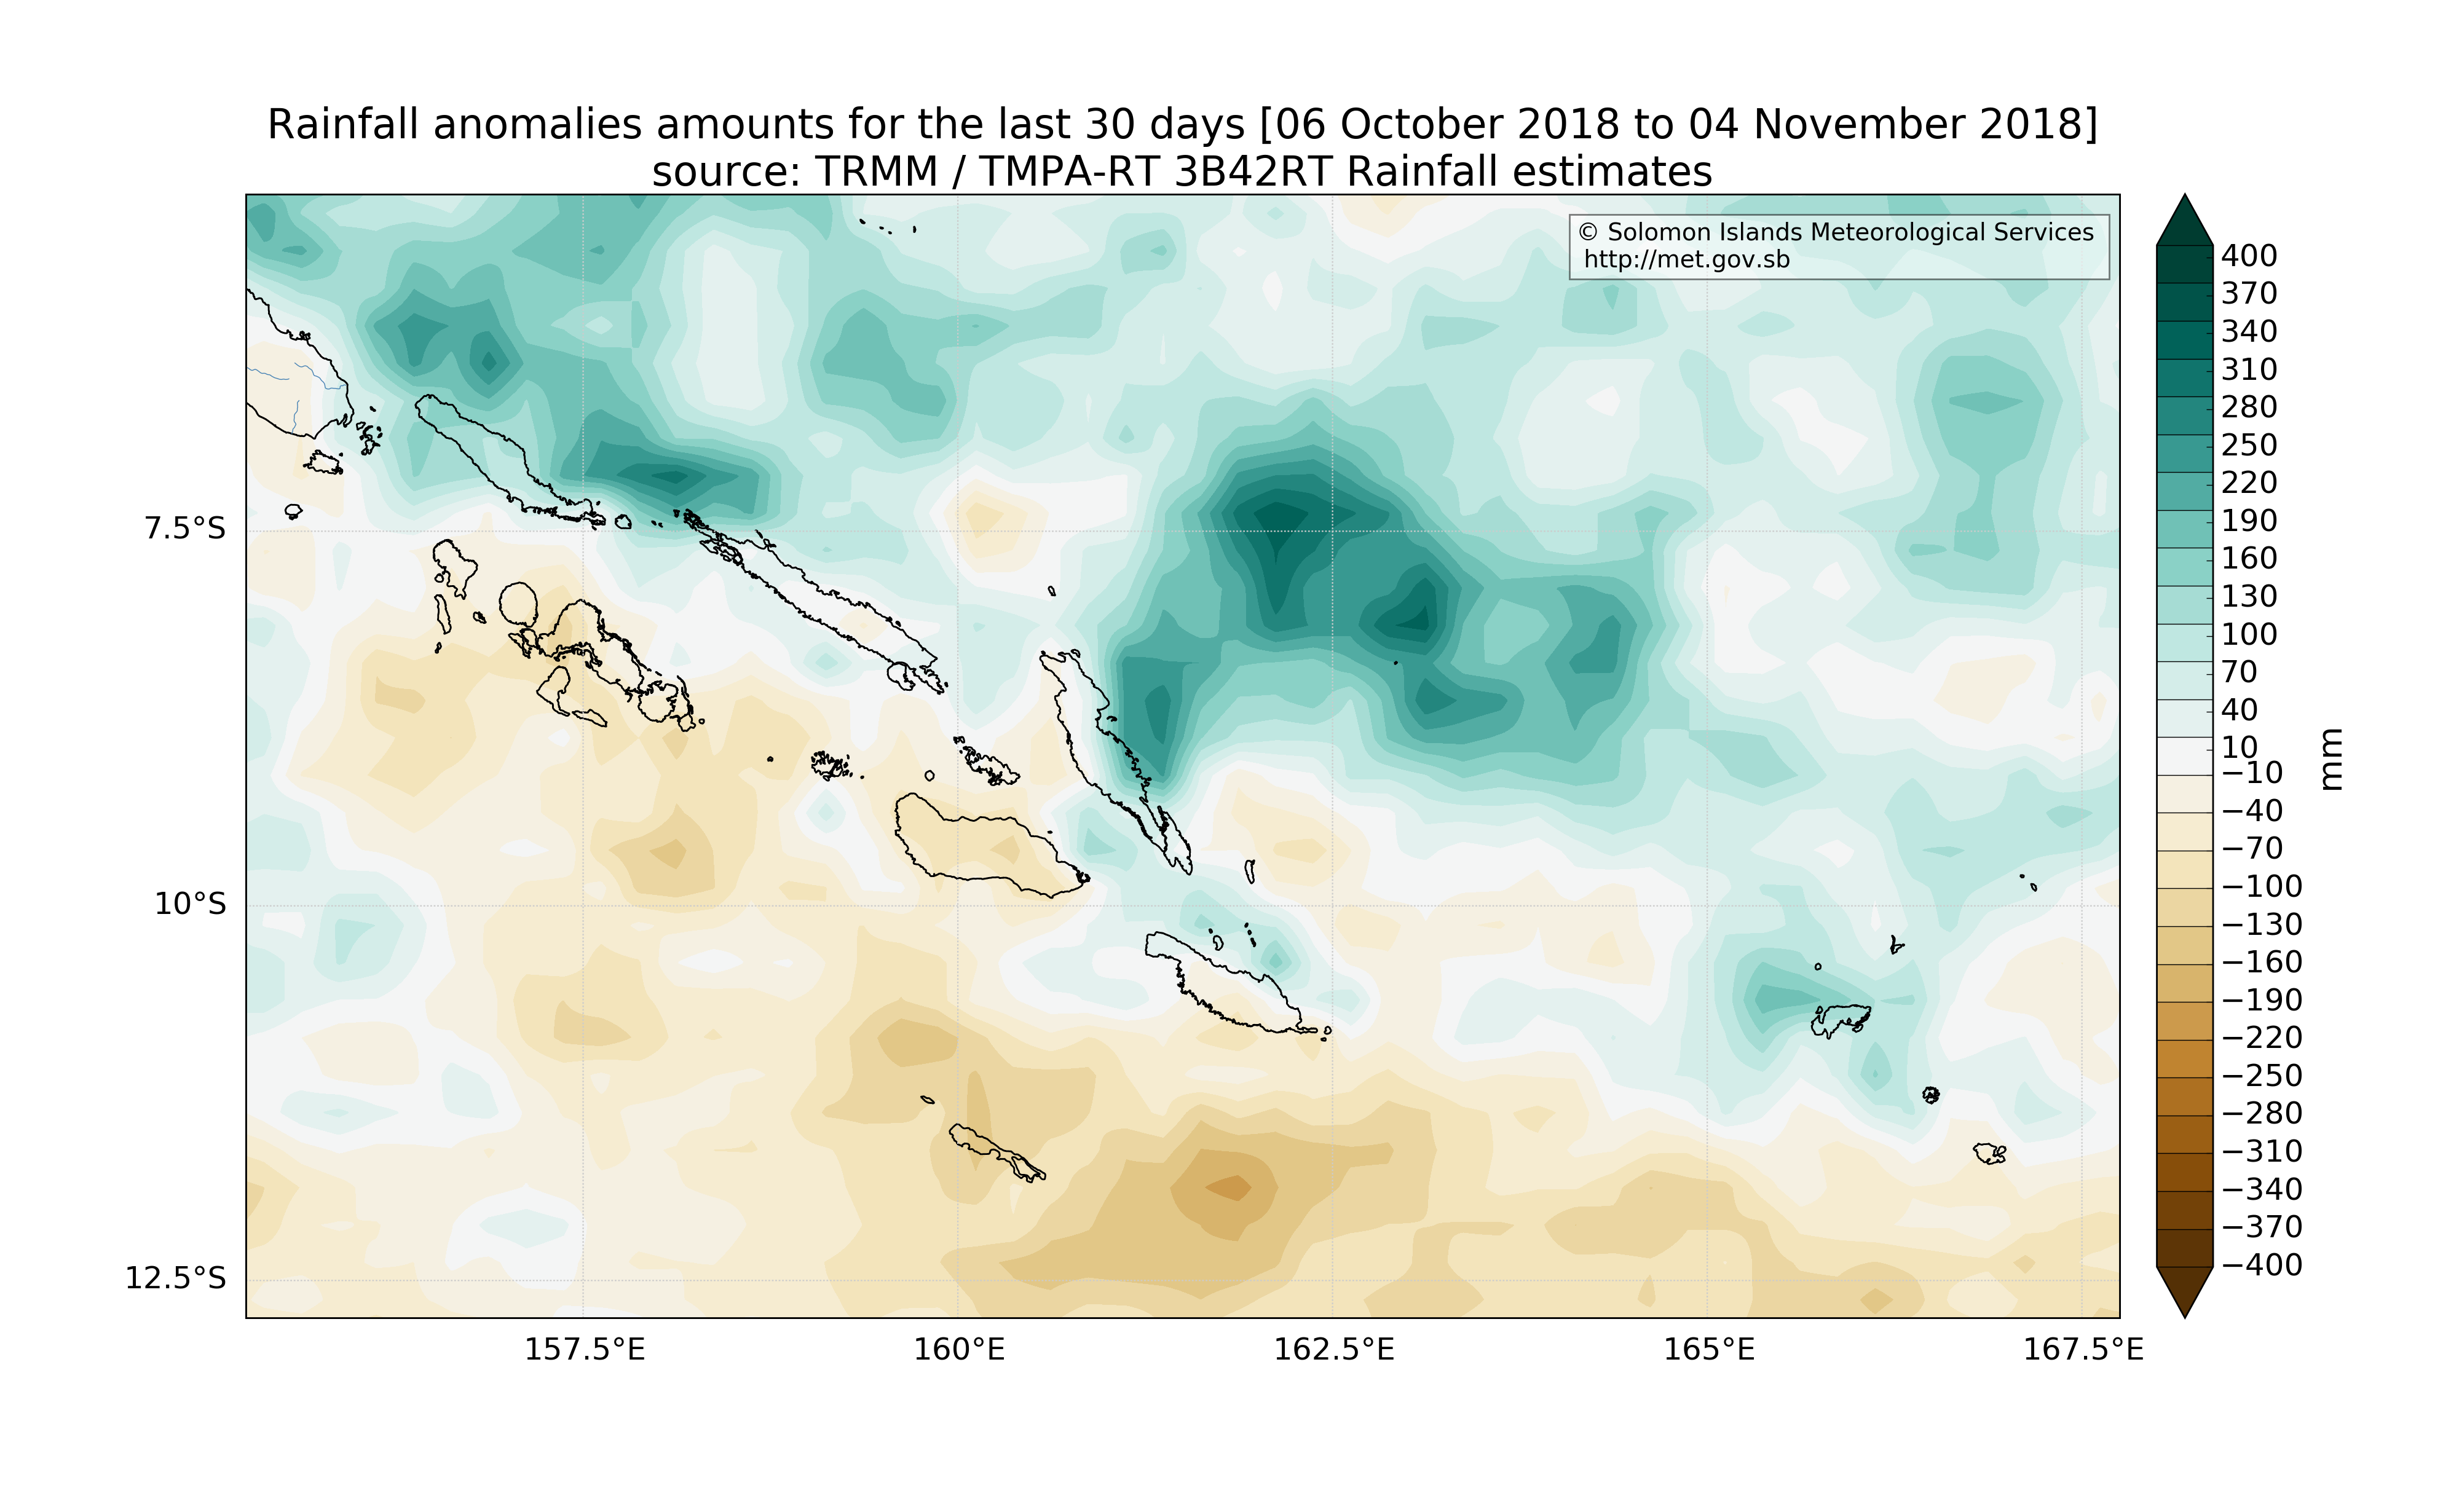 Rainfall anomalies amounts for the last 30 days [06 October 2018 to 04 November 2018]
source: TRMM / TMPA-RT 3B42RT Rainfall estimates
© Solomon Islands Meteorological Services
http://met.gov.sb
7.5°S
10°S
12.5°S
157.5°E
160°E
162.5°E
165°E
167.5°E
400
370
340
310
280
250
220
190
160
130
100
70
40
10
−10
−40
−70
−100
−130
−160
−190
−220
−250
−280
−310
−340
−370
−400
mm